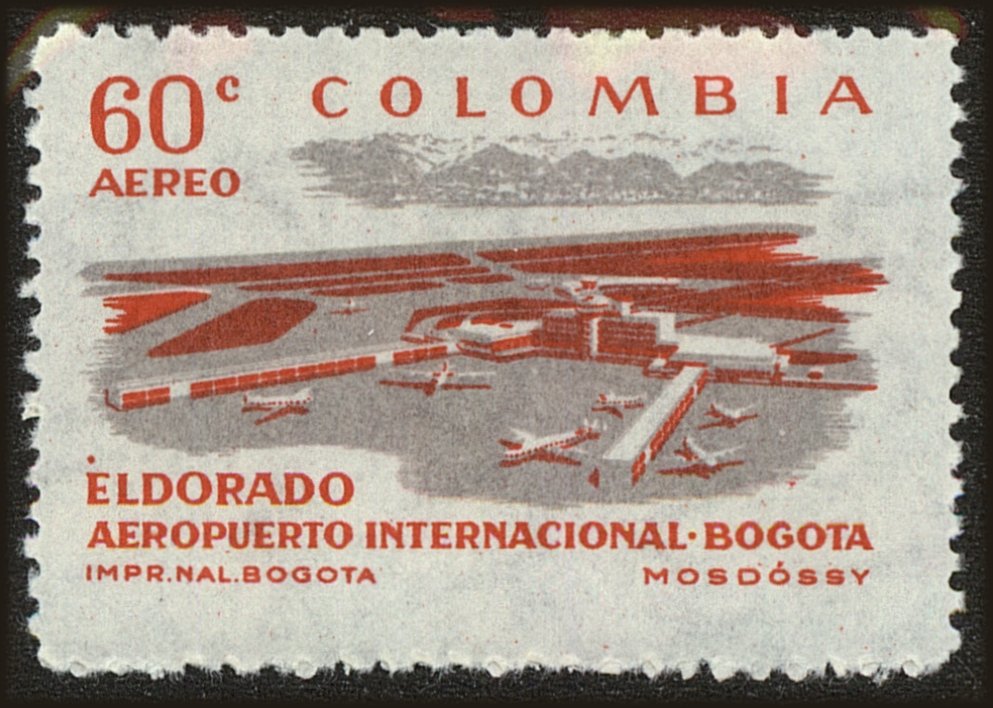 60c COLOMBIA
AEREO
ELDORADO
AEROPUERTO INTERNACIONAL·BOGOTA
IMPR.NAL.BOGOTA MOSDÓSSY